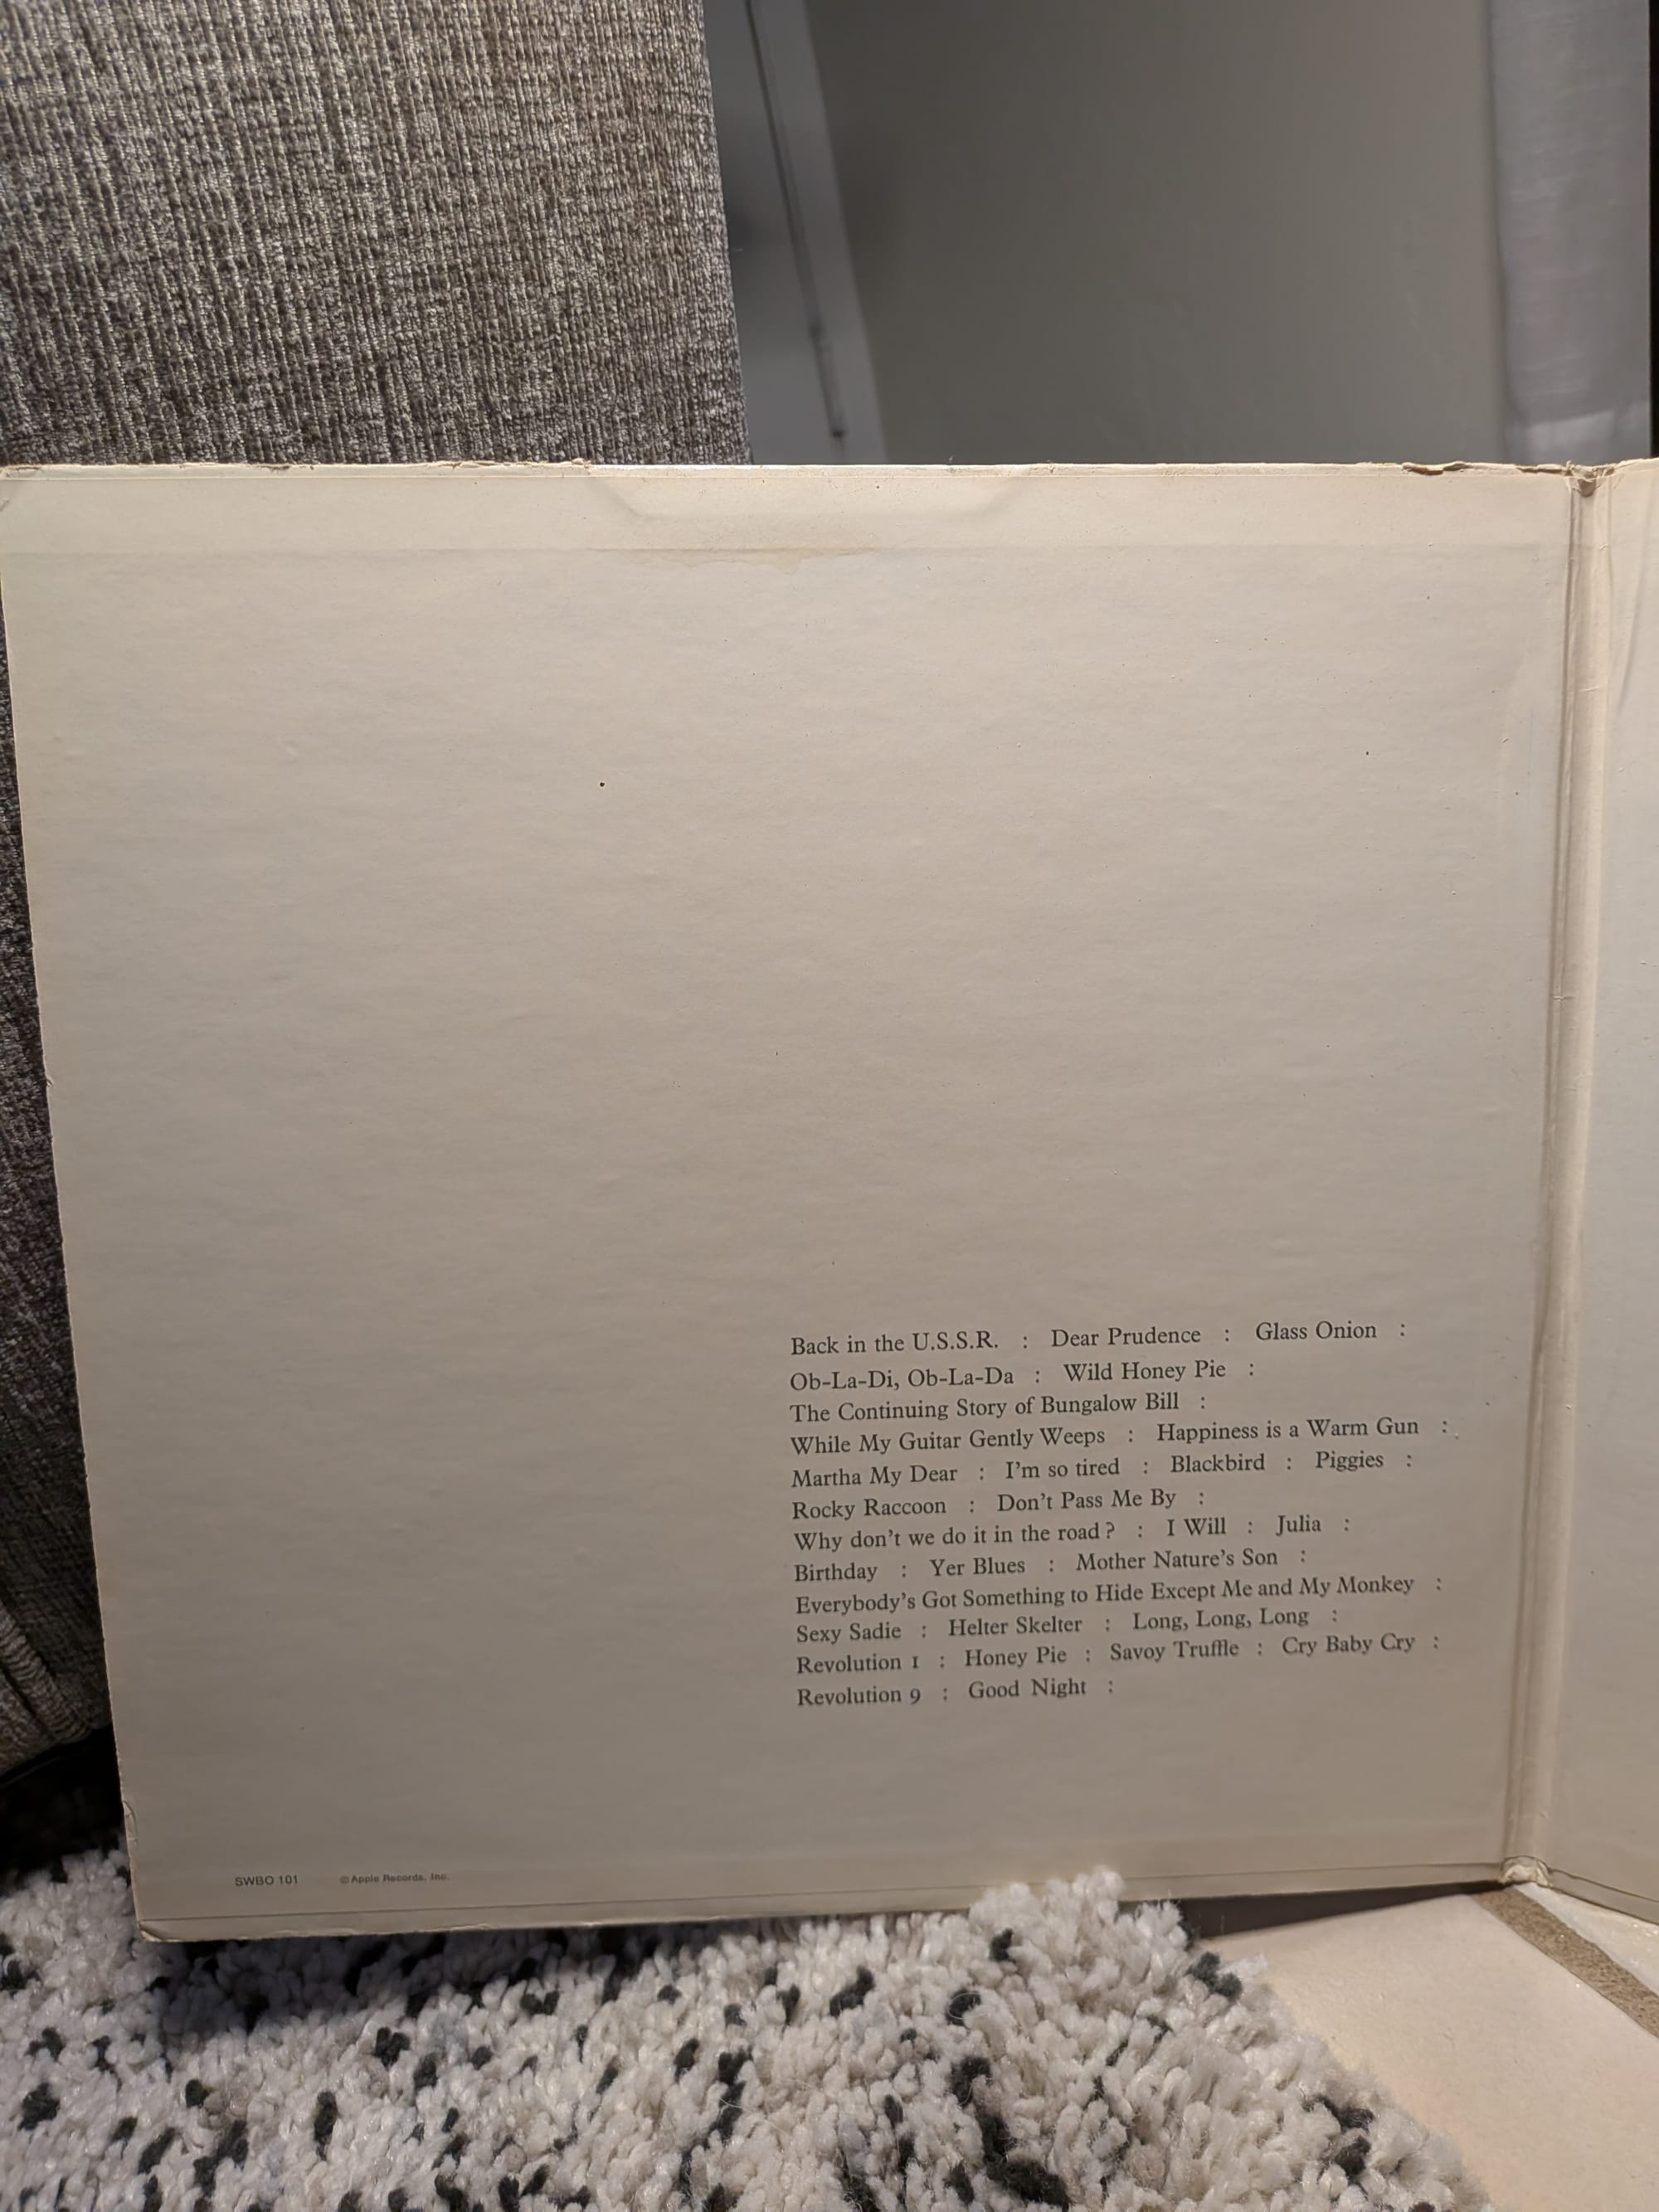 Back in the U.S.S.R. : Dear Prudence : Glass Onion :
Ob-La-Di, Ob-La-Da : Wild Honey Pie :
The Continuing Story of Bungalow Bill :
While My Guitar Gently Weeps : Happiness is a Warm Gun :
Martha My Dear : I'm so tired : Blackbird : Piggies :
Rocky Raccoon : Don't Pass Me By :
Why don't we do it in the road? : I Will : Julia :
Birthday : Yer Blues : Mother Nature's Son :
Everybody's Got Something to Hide Except Me and My Monkey :
Sexy Sadie : Helter Skelter : Long, Long, Long :
Revolution 1 : Honey Pie : Savoy Truffle : Cry Baby Cry :
Revolution 9 : Good Night :
SWBO 101 © Apple Records, Inc.